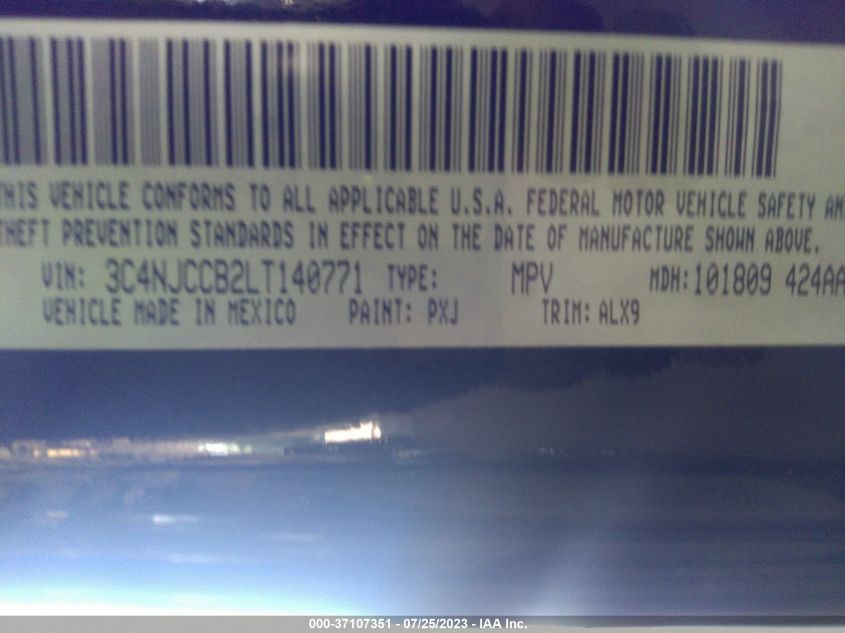 THIS VEHICLE CONFORMS TO ALL APPLICABLE U.S.A. FEDERAL MOTOR VEHICLE SAFETY AN
THEFT PREVENTION STANDARDS IN EFFECT ON THE DATE OF MANUFACTURE SHOWN ABOVE.
VIN: 3C4NJCCB2LT140771 TYPE: MPV MDH:101809 424AA
VEHICLE MADE IN MEXICO PAINT: PXJ TRIM: ALX9
000-37107351 - 07/25/2023 - IAA Inc.